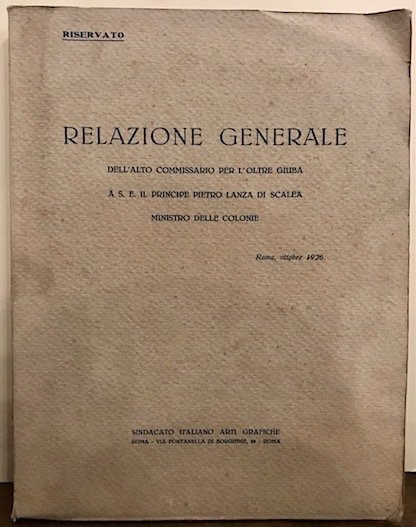 RISERVATO
RELAZIONE GENERALE
DELL'ALTO COMMISSARIO PER L'OLTRE GIUBA
A S. E. IL PRINCIPE PIETRO LANZA DI SCALEA
MINISTRO DELLE COLONIE
Roma, ottobre 1926.
SINDACATO ITALIANO ARTI GRAFICHE
ROMA - VIA FONTANELLA DI BORGHESE, - ROMA